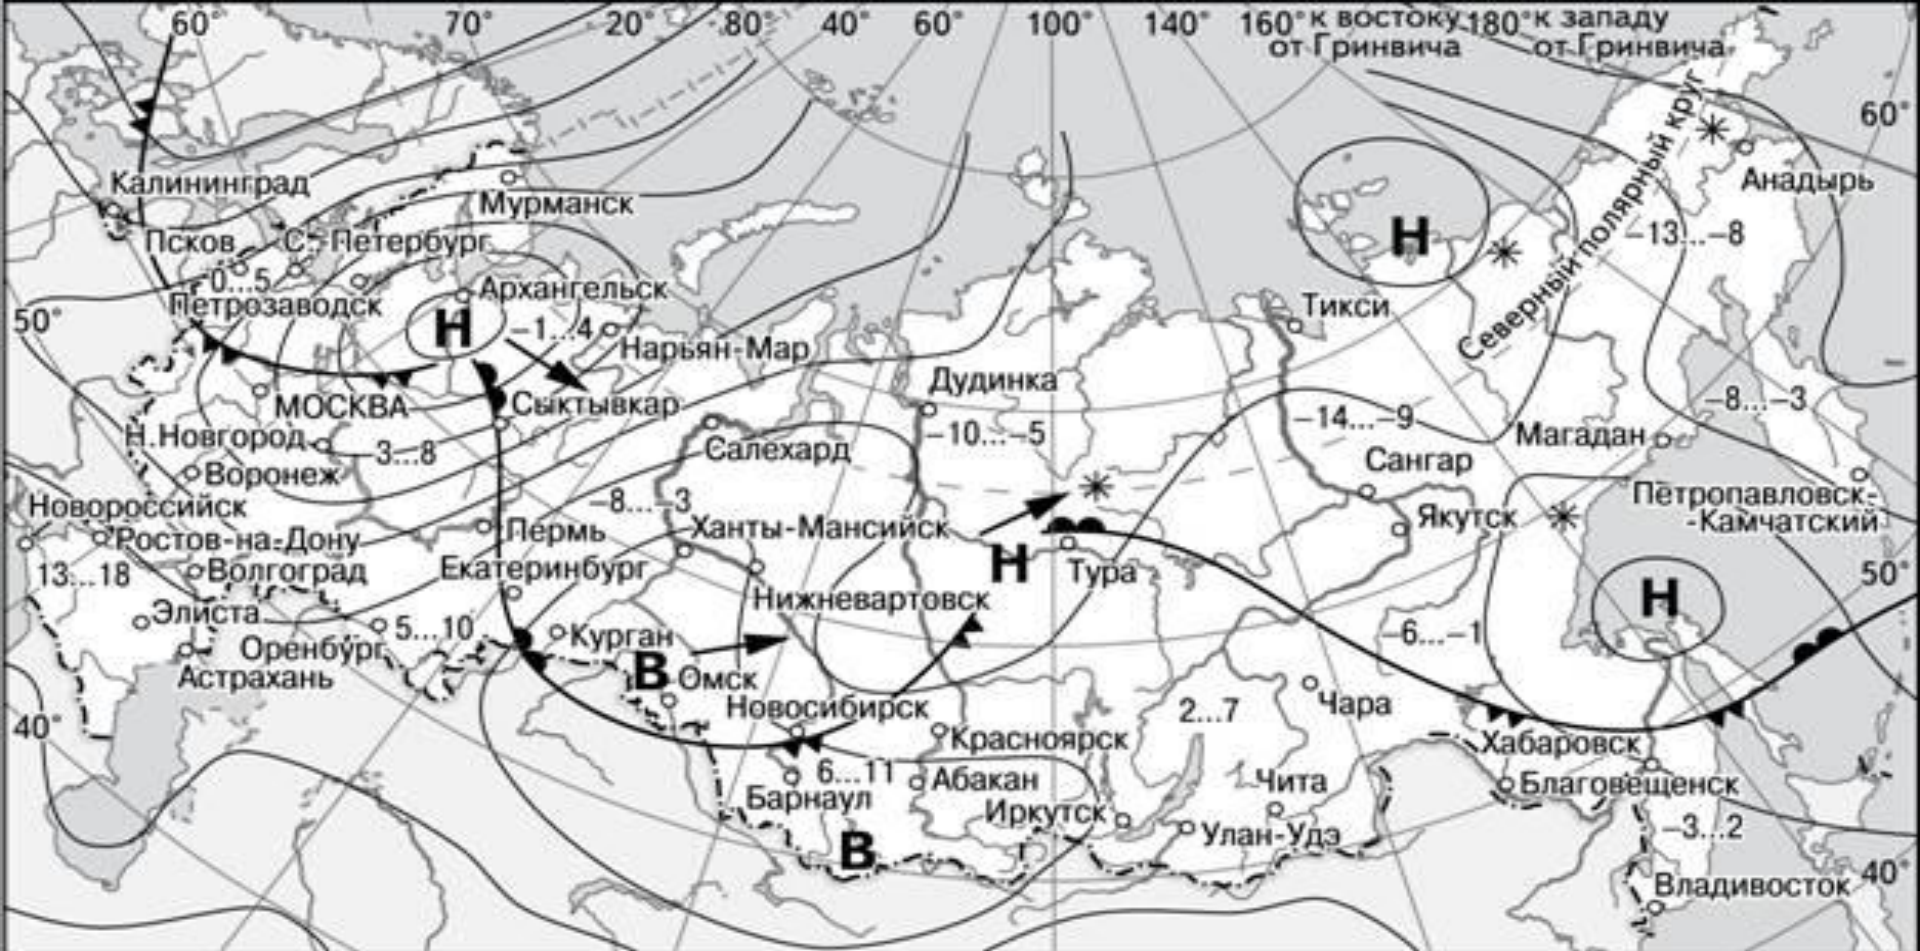 60° 70° 20° 80° 40° 60° 100° 140° 160° к востоку 180° к западу
от Гринвича от Гринвича
60°
Северный полярный круг
Калининград
Мурманск
Анадырь
Псков С.-Петербург
Н
–13...–8
0...5
Петрозаводск
Архангельск
Тикси
50°
Н
–1...4
Нарьян-Мар
Дудинка
МОСКВА
Сыктывкар
–8...–3
–14...–9
–10...–5
Н.Новгород
3...8
Салехард
Магадан
Сангар
Воронеж
Новороссийск
–8...–3
Петропавловск-
-Камчатский
Ростов-на-Дону
Пермь
Ханты-Мансийск
Якутск
13...18
Волгоград
Екатеринбург
Н
Тура
50°
Нижневартовск
Н
Элиста
5...10
Курган
–6...–1
Оренбург
В
Омск
Астрахань
Новосибирск
2...7
Чара
40°
Красноярск
Хабаровск
6...11
Абакан
Чита
Благовещенск
Барнаул
Иркутск
–3...2
Улан-Удэ
В
40°
Владивосток